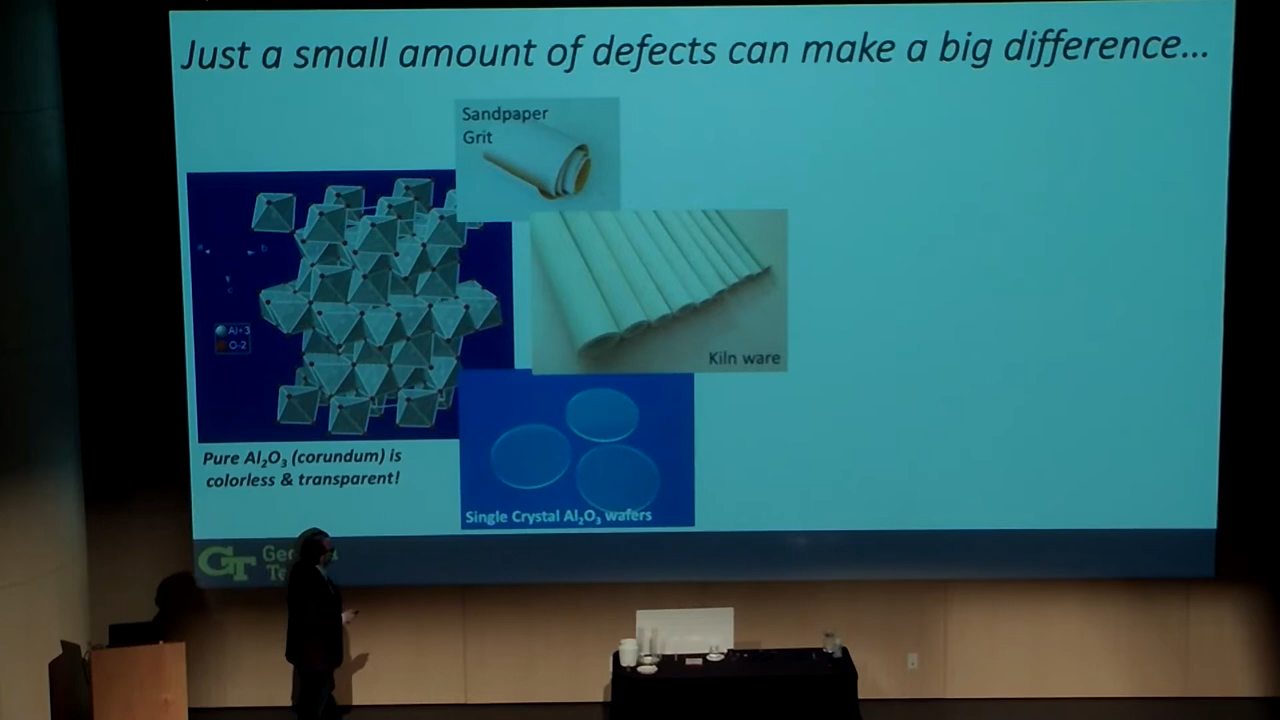 Just a small amount of defects can make a big difference...
Sandpaper
Grit
b
c
Al+3
O-2
Kiln ware
Pure Al₂O₃ (corundum) is
colorless & transparent!
Single Crystal Al₂O₃ wafers
GT